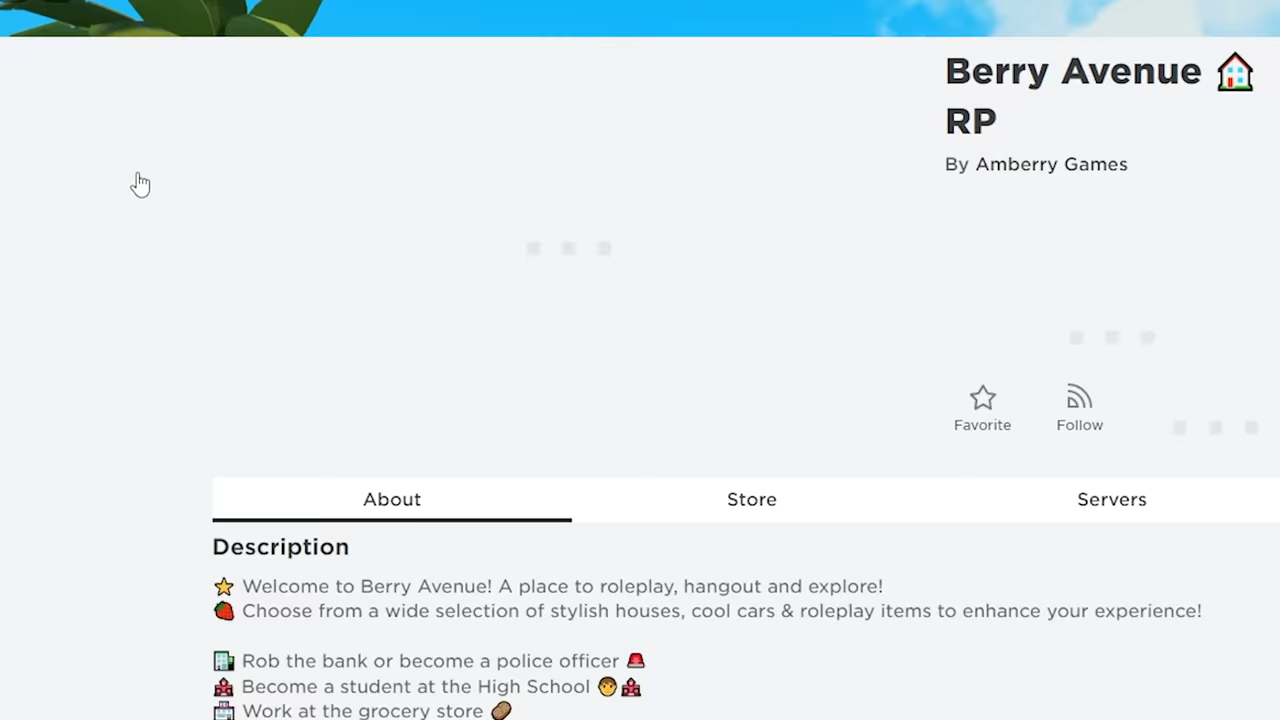 Berry Avenue 🏠
RP
By Amberry Games
Favorite
Follow
About
Store
Servers
Description
⭐ Welcome to Berry Avenue! A place to roleplay, hangout and explore!
🍓 Choose from a wide selection of stylish houses, cool cars & roleplay items to enhance your experience!
🏦 Rob the bank or become a police officer 🚨
🏫 Become a student at the High School 🧑🏫
🏪 Work at the grocery store 🥔